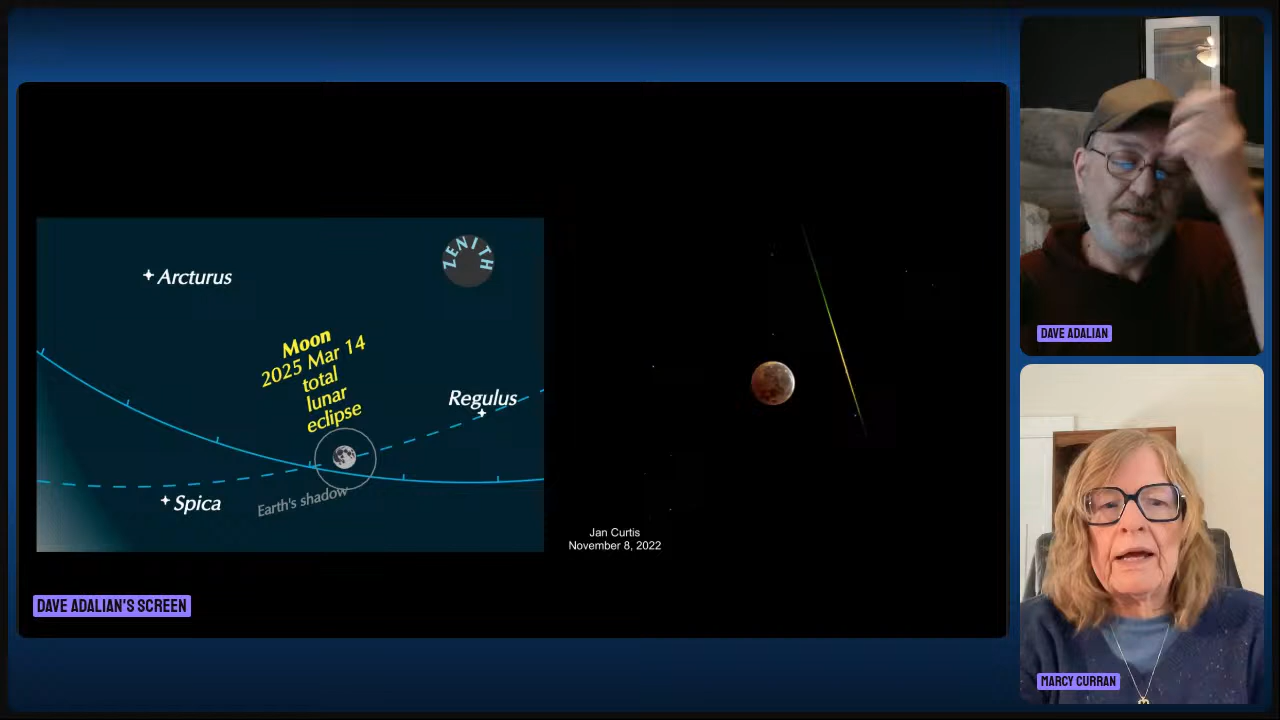 ZENITH
Arcturus
Moon
2025 Mar 14
total
lunar
eclipse
Regulus
Spica
Earth's shadow
Jan Curtis
November 8, 2022
DAVE ADALIAN'S SCREEN
DAVE ADALIAN
MARCY CURRAN